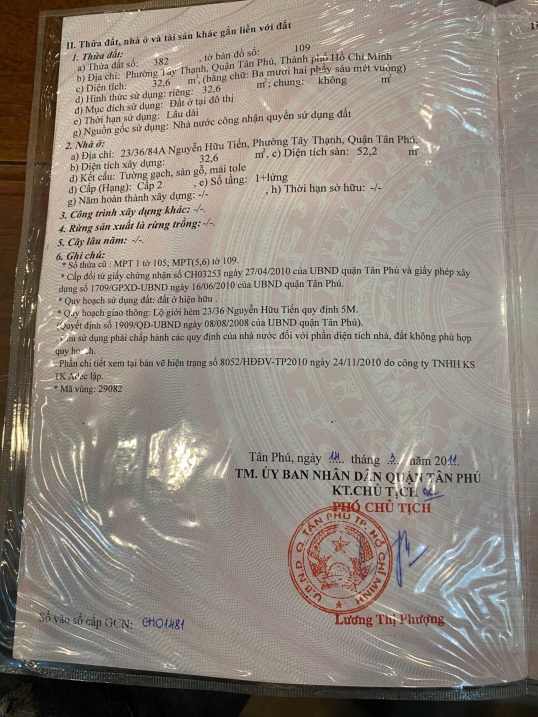 II. Thửa đất, nhà ở và tài sản khác gắn liền với đất
1. Thửa đất:
a) Thửa đất số: 382 , tờ bản đồ số: 109
b) Địa chỉ: Phường Tây Thạnh, Quận Tân Phú, Thành phố Hồ Chí Minh
c) Diện tích: 32,6 m², (bằng chữ: Ba mươi hai phẩy sáu mét vuông)
d) Hình thức sử dụng: riêng: 32,6 m²; chung: không m²
đ) Mục đích sử dụng: Đất ở tại đô thị
e) Thời hạn sử dụng: Lâu dài
g) Nguồn gốc sử dụng: Nhà nước công nhận quyền sử dụng đất
2. Nhà ở:
a) Địa chỉ: 23/36/84A Nguyễn Hữu Tiến, Phường Tây Thạnh, Quận Tân Phú.
b) Diện tích xây dựng: 32,6 m², c) Diện tích sàn: 52,2 m²
d) Kết cấu: Tường gạch, sàn gỗ, mái tole
đ) Cấp (Hạng): Cấp 2 , e) Số tầng: 1+lửng
g) Năm hoàn thành xây dựng: -/- , h) Thời hạn sở hữu: -/-
3. Công trình xây dựng khác: -/-.
4. Rừng sản xuất là rừng trồng: -/-.
5. Cây lâu năm: -/-.
6. Ghi chú:
* Số thửa cũ : MPT 1 tờ 105; MPT(5,6) tờ 109.
* Cấp đổi từ giấy chứng nhận số CH03253 ngày 27/04/2010 của UBND quận Tân Phú và giấy phép xây
dựng số 1709/GPXD-UBND ngày 16/06/2010 của UBND quận Tân Phú.
* Quy hoạch sử dụng đất: đất ở hiện hữu .
* Quy hoạch giao thông: Lộ giới hẻm 23/36 Nguyễn Hữu Tiến quy định 5M.
(Quyết định số 1909/QĐ-UBND ngày 08/08/2008 của UBND quận Tân Phú).
Chủ sử dụng phải chấp hành các quy định của nhà nước đối với phần diện tích nhà, đất không phù hợp
quy hoạch.
Phần chi tiết xem tại bản vẽ hiện trạng số 8052/HĐĐV-TP2010 ngày 24/11/2010 do công ty TNHH KS
TK Adec lập.
* Mã vùng: 29082
Tân Phú, ngày 14 tháng 3 năm 2011
TM. ỦY BAN NHÂN DÂN QUẬN TÂN PHÚ
KT.CHỦ TỊCH
PHÓ CHỦ TỊCH
U.B.N.D Q. TÂN PHÚ T.P. HỒ CHÍ MINH
Lương Thị Phượng
Số vào sổ cấp GCN: CH01481